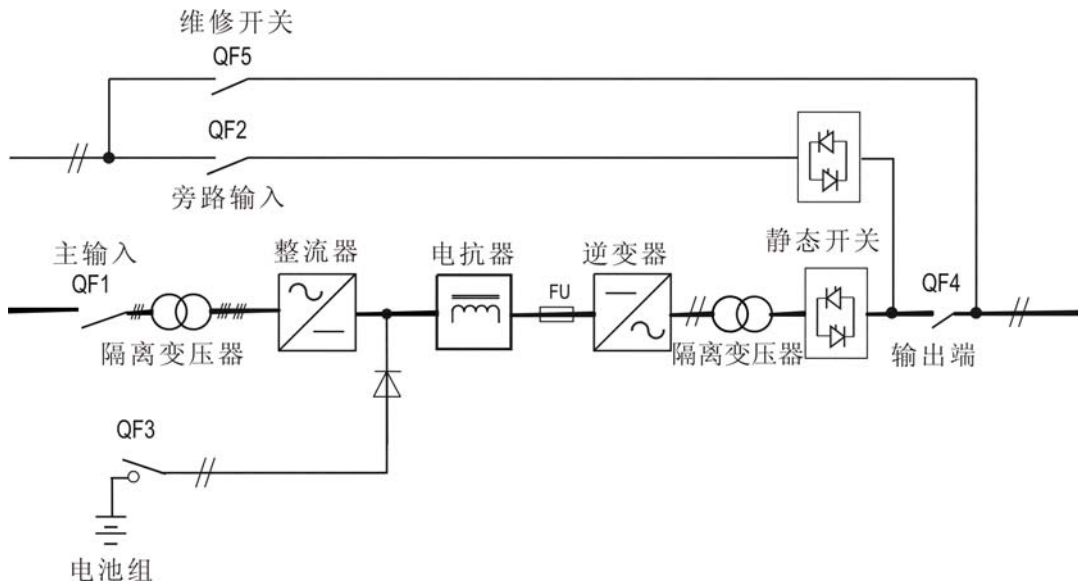 维修开关
QF5
QF2
旁路输入
主输入
QF1
隔离变压器
整流器
电抗器
FU
逆变器
隔离变压器
静态开关
QF4
输出端
QF3
电池组